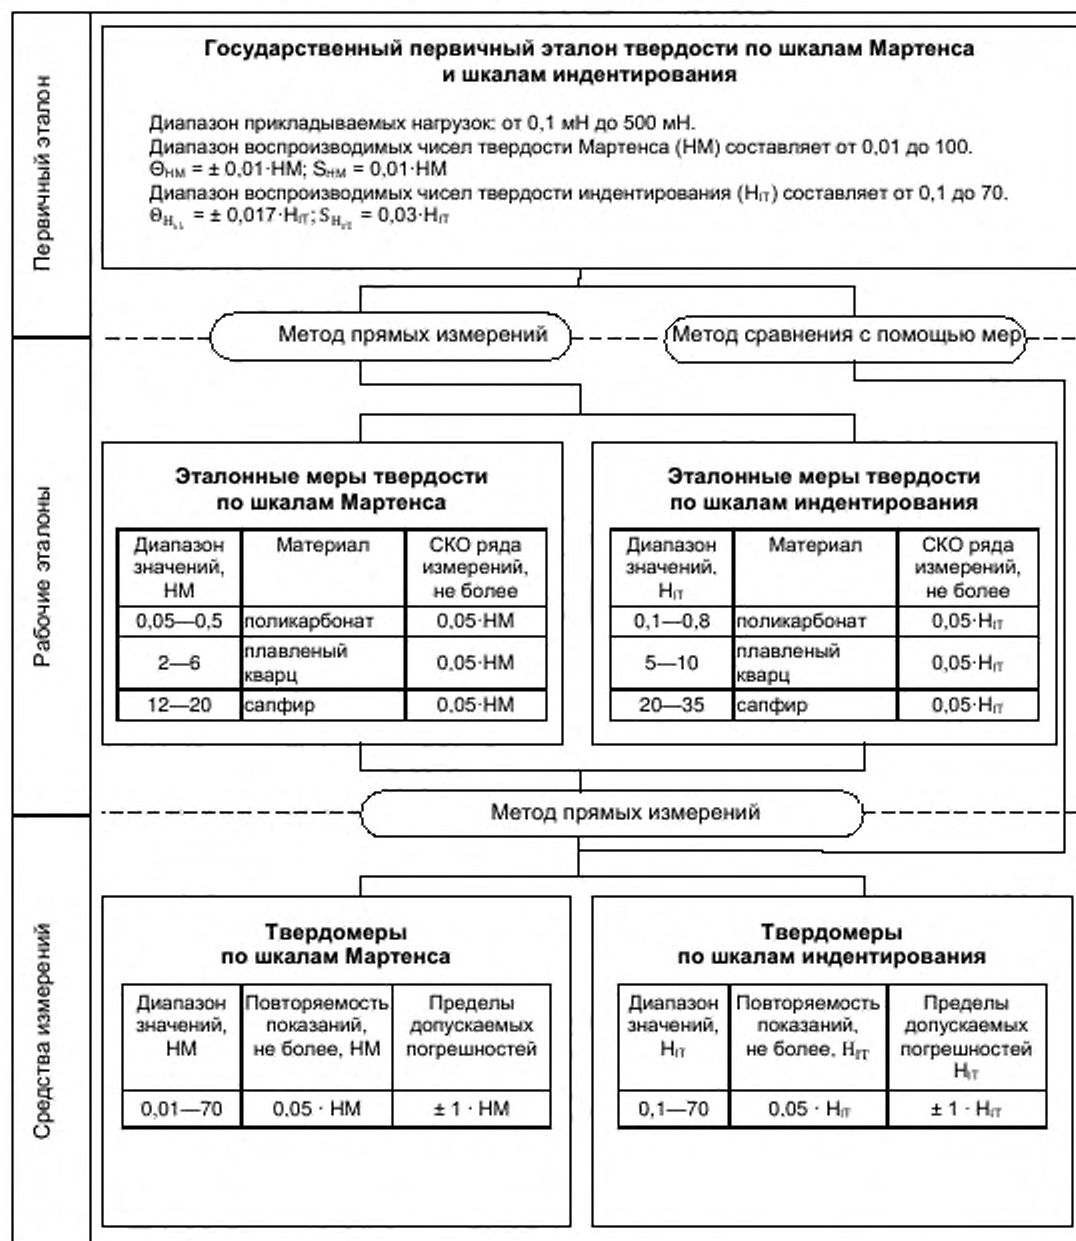 Первичный эталон
Государственный первичный эталон твердости по шкалам Мартенса
и шкалам индентирования
Диапазон прикладываемых нагрузок: от 0,1 мН до 500 мН.
Диапазон воспроизводимых чисел твердости Мартенса (НМ) составляет от 0,01 до 100.
Θнм = ± 0,01·НМ; Sнм = 0,01·НМ
Диапазон воспроизводимых чисел твердости индентирования (HIT) составляет от 0,1 до 70.
= ± 0,017·HIT; SHIT = 0,03·HIT
Метод прямых измерений
Метод сравнения с помощью мер
Рабочие эталоны
Эталонные меры твердости
по шкалам Мартенса
Диапазон значений, НМ
Материал
СКО ряда измерений, не более
0,05—0,5 поликарбонат 0,05·НМ
2—6 плавленый кварц 0,05·НМ
12—20 сапфир 0,05·НМ
Эталонные меры твердости
по шкалам индентирования
Диапазон значений, HIT
Материал
СКО ряда измерений, не более
0,1—0,8 поликарбонат 0,05·HIT
5—10 плавленый кварц 0,05·HIT
20—35 сапфир 0,05·HIT
Метод прямых измерений
Средства измерений
Твердомеры
по шкалам Мартенса
Диапазон значений, НМ
Повторяемость показаний, не более, НМ
Пределы допускаемых погрешностей
0,01—70 0,05 · НМ ± 1 · НМ
Твердомеры
по шкалам индентирования
Диапазон значений, HIT
Повторяемость показаний, не более, HIT
Пределы допускаемых погрешностей HIT
0,1—70 0,05 · HIT ± 1 · HIT